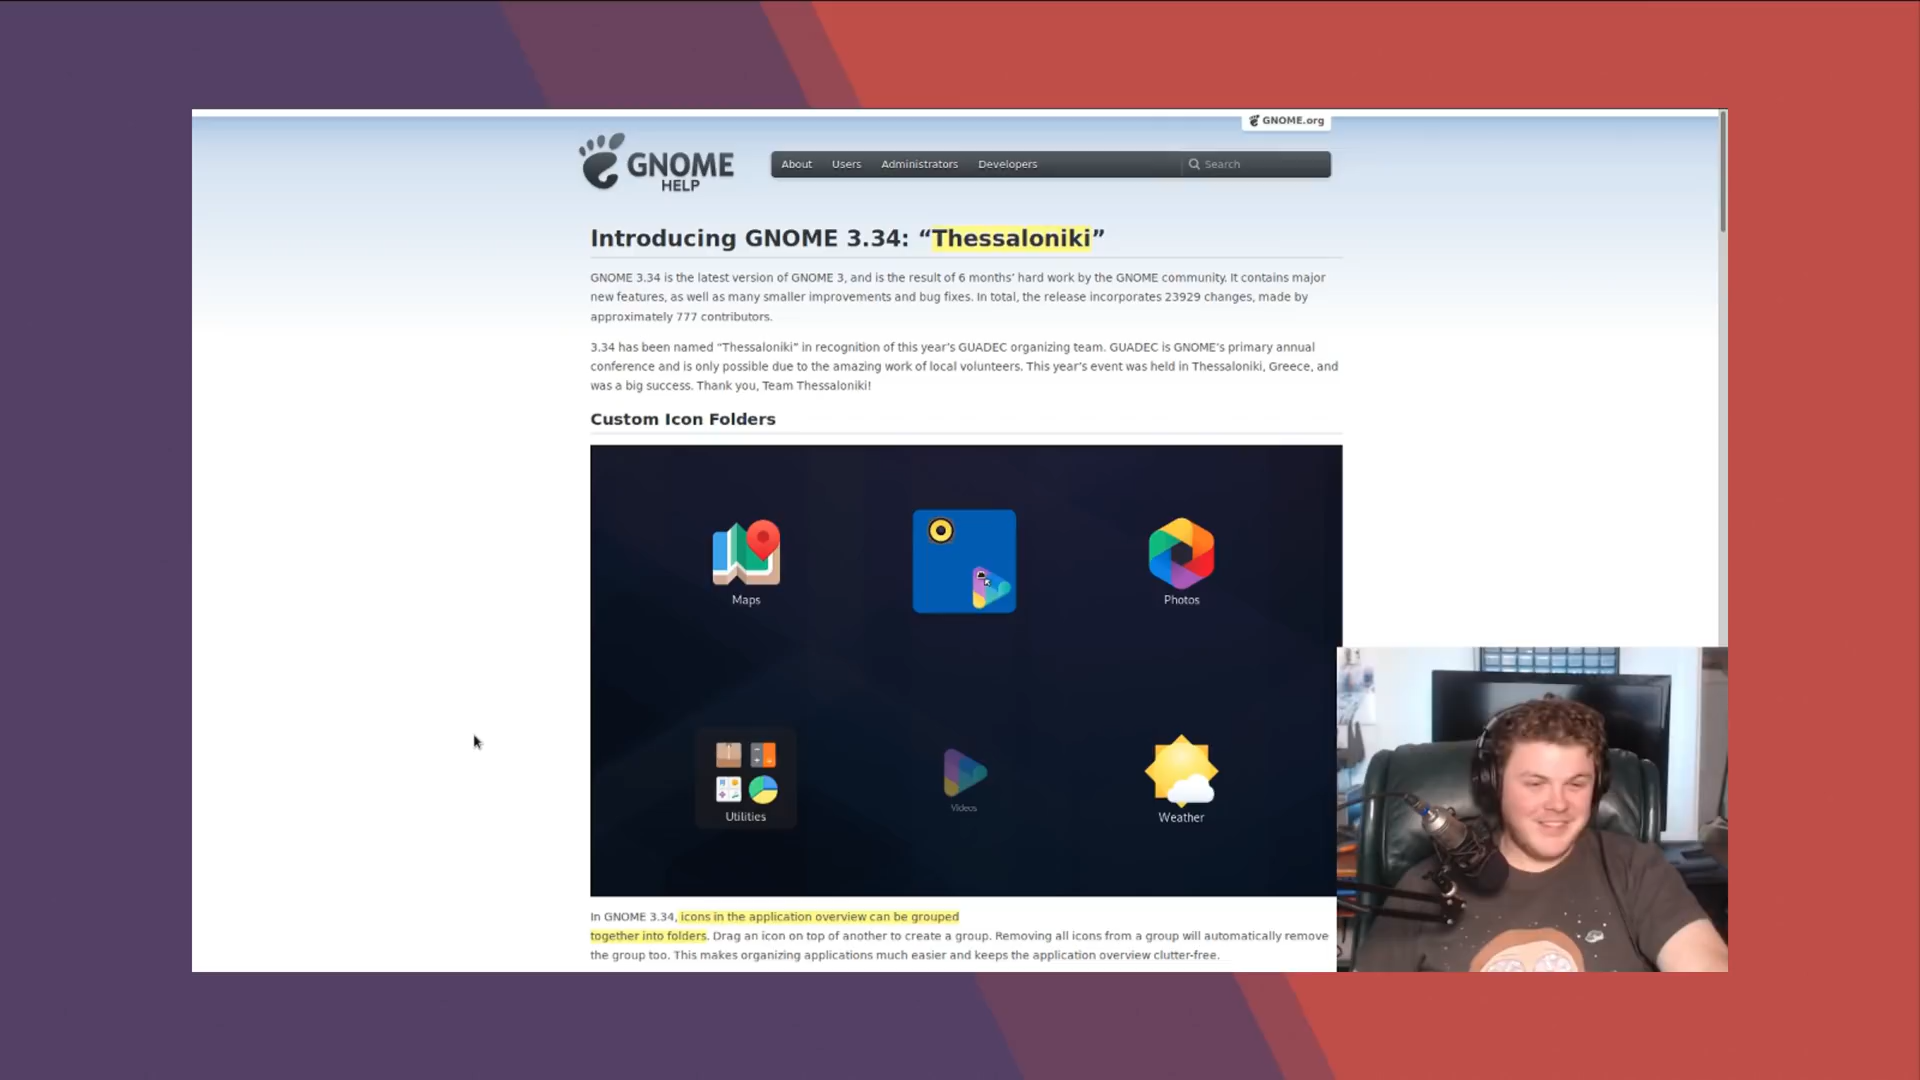 GNOME.org
GNOME
HELP
About Users Administrators Developers Search
Introducing GNOME 3.34: “Thessaloniki”
GNOME 3.34 is the latest version of GNOME 3, and is the result of 6 months’ hard work by the GNOME community. It contains major
new features, as well as many smaller improvements and bug fixes. In total, the release incorporates 23929 changes, made by
approximately 777 contributors.
3.34 has been named “Thessaloniki” in recognition of this year’s GUADEC organizing team. GUADEC is GNOME’s primary annual
conference and is only possible due to the amazing work of local volunteers. This year’s event was held in Thessaloniki, Greece, and
was a big success. Thank you, Team Thessaloniki!
Custom Icon Folders
Maps
Photos
Utilities
Videos
Weather
In GNOME 3.34, icons in the application overview can be grouped
together into folders. Drag an icon on top of another to create a group. Removing all icons from a group will automatically remove
the group too. This makes organizing applications much easier and keeps the application overview clutter-free.